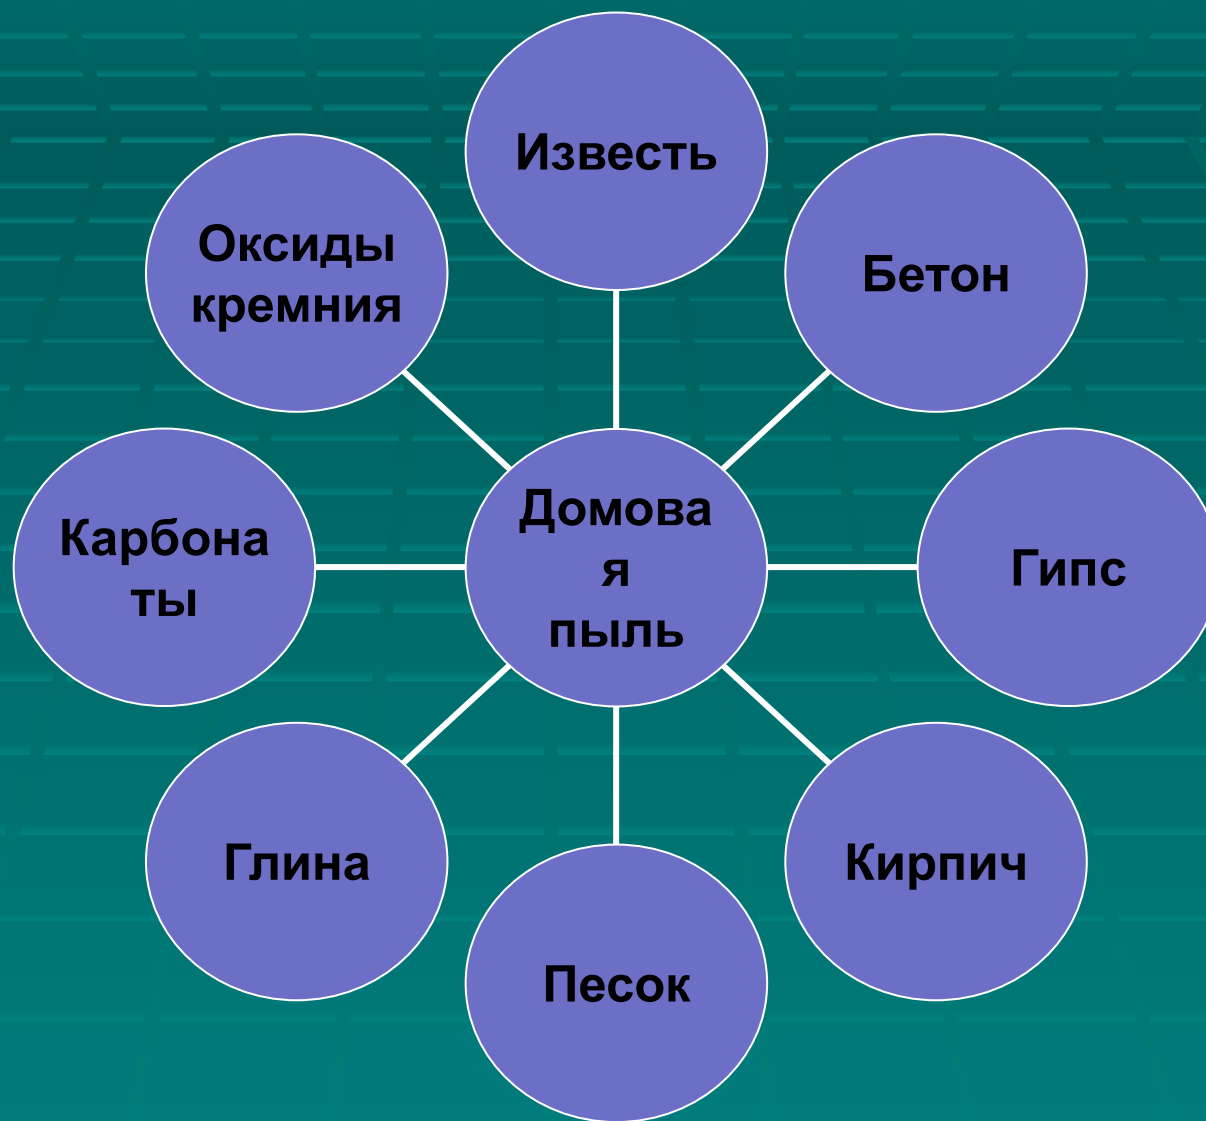 Известь
Оксиды
кремния
Бетон
Карбона
ты
Домова
я
пыль
Гипс
Глина
Кирпич
Песок